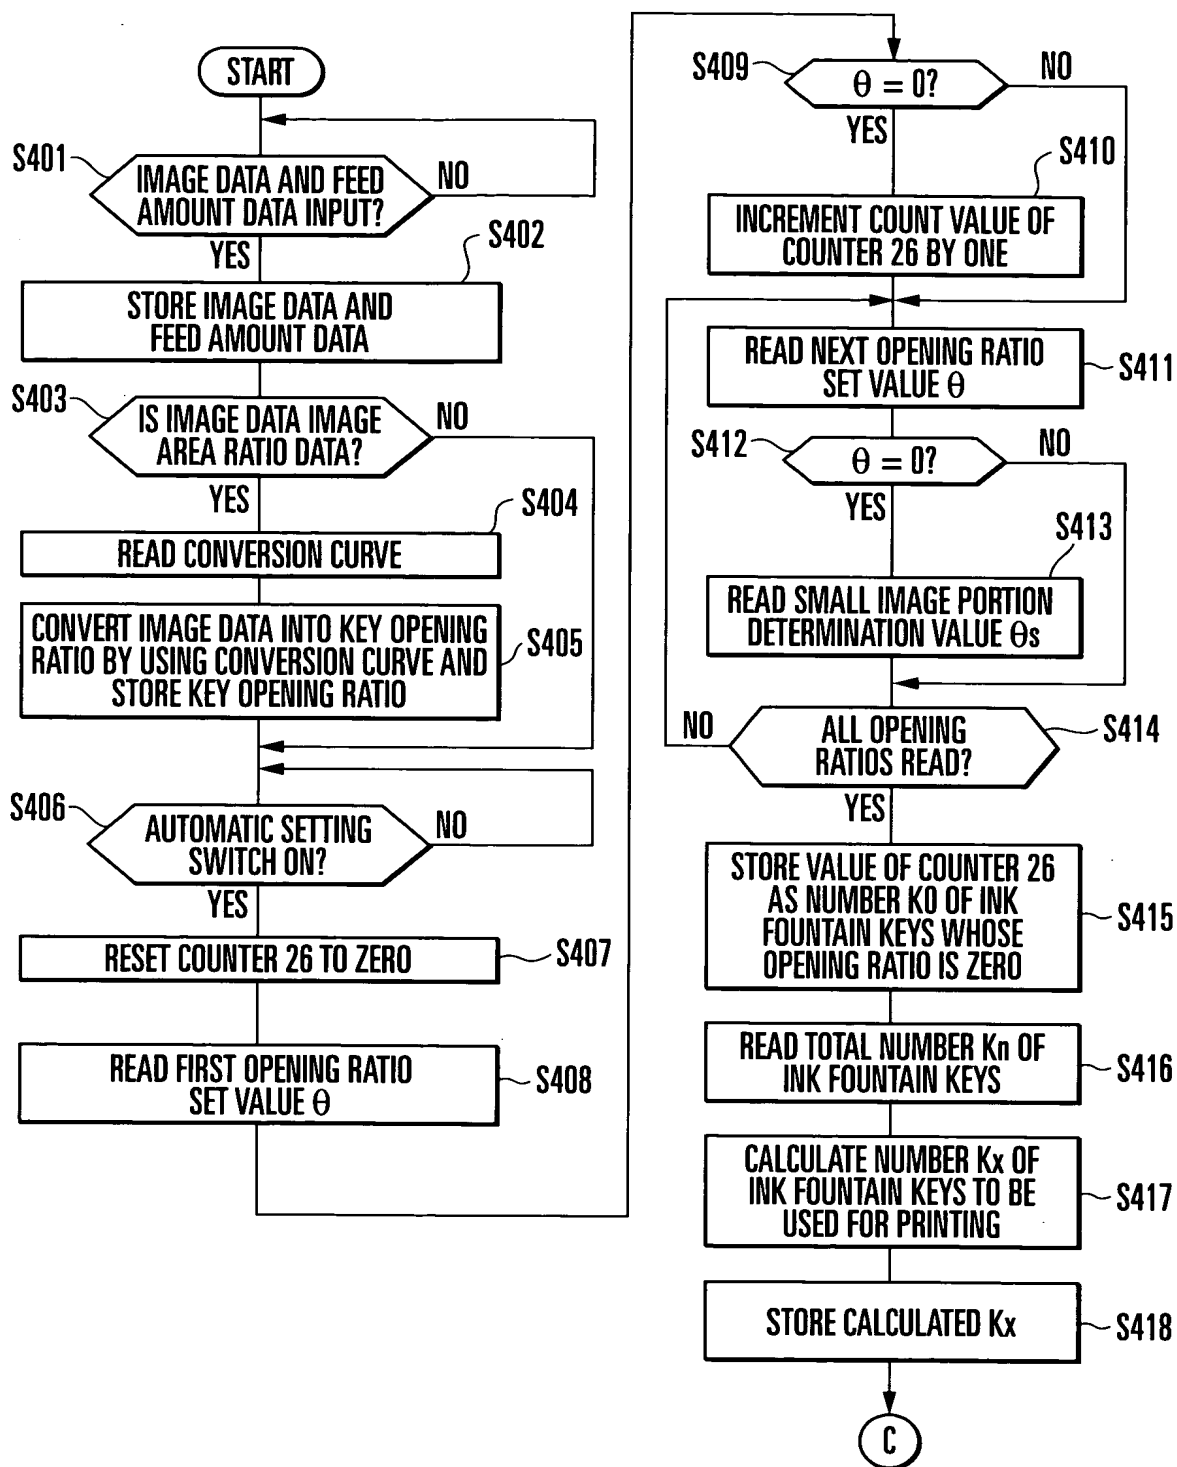 START
S401
IMAGE DATA AND FEED
AMOUNT DATA INPUT?
NO
YES
S402
STORE IMAGE DATA AND
FEED AMOUNT DATA
S403
IS IMAGE DATA IMAGE
AREA RATIO DATA?
NO
YES
S404
READ CONVERSION CURVE
CONVERT IMAGE DATA INTO KEY OPENING
RATIO BY USING CONVERSION CURVE AND
STORE KEY OPENING RATIO
S405
S406
AUTOMATIC SETTING
SWITCH ON?
NO
YES
RESET COUNTER 26 TO ZERO
S407
READ FIRST OPENING RATIO
SET VALUE θ
S408
S409
θ = 0?
NO
YES
S410
INCREMENT COUNT VALUE OF
COUNTER 26 BY ONE
READ NEXT OPENING RATIO
SET VALUE θ
S411
S412
θ = 0?
NO
YES
S413
READ SMALL IMAGE PORTION
DETERMINATION VALUE θs
NO
ALL OPENING
RATIOS READ?
S414
YES
STORE VALUE OF COUNTER 26
AS NUMBER K0 OF INK
FOUNTAIN KEYS WHOSE
OPENING RATIO IS ZERO
S415
READ TOTAL NUMBER Kn OF
INK FOUNTAIN KEYS
S416
CALCULATE NUMBER Kx OF
INK FOUNTAIN KEYS TO BE
USED FOR PRINTING
S417
STORE CALCULATED Kx
S418
C